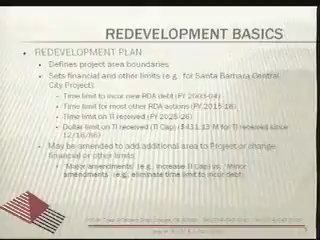 REDEVELOPMENT BASICS
• REDEVELOPMENT PLAN
• Defines project area boundaries
• Sets financial and other limits (e.g. for Santa Barbara Central
City Project):
- Time limit to incur new RDA debt (FY 2003-04)
- Time limit for most other RDA actions (FY 2015-16)
- Time limit on TI received (FY 2025-26)
- Dollar limit on TI received (TI Cap) ($431.13 M for TI received since
12/16/86)
• May be amended to add additional area to Project or change
financial or other limits
- "Major amendments" (e.g., increase TI Cap) vs. "Minor
amendments" (e.g. eliminate time limit to incur debt)